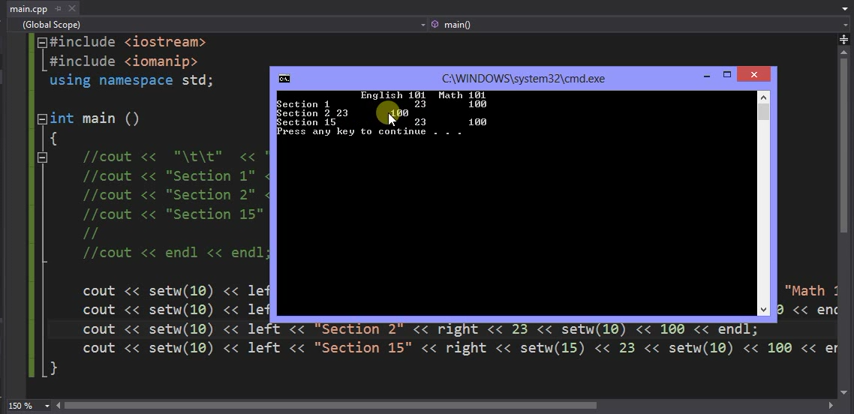 main.cpp
(Global Scope)
main()
#include <iostream>
#include <iomanip>
using namespace std;
C:\WINDOWS\system32\cmd.exe
English 101 Math 101
Section 1 23 100
Section 2 23 100
Section 15 23 100
Press any key to continue . . .
int main ()
{
//cout << "\t\t" <<
//cout << "Section 1"
//cout << "Section 2" <
//cout << "Section 15"
//
//cout << endl << endl;
cout << setw(10) << lef "Math 1
cout << setw(10) << lef 0 << en
cout << setw(10) << left << "Section 2" << right << 23 << setw(10) << 100 << endl;
cout << setw(10) << left << "Section 15" << right << setw(15) << 23 << setw(10) << 100 << e
}
150 %